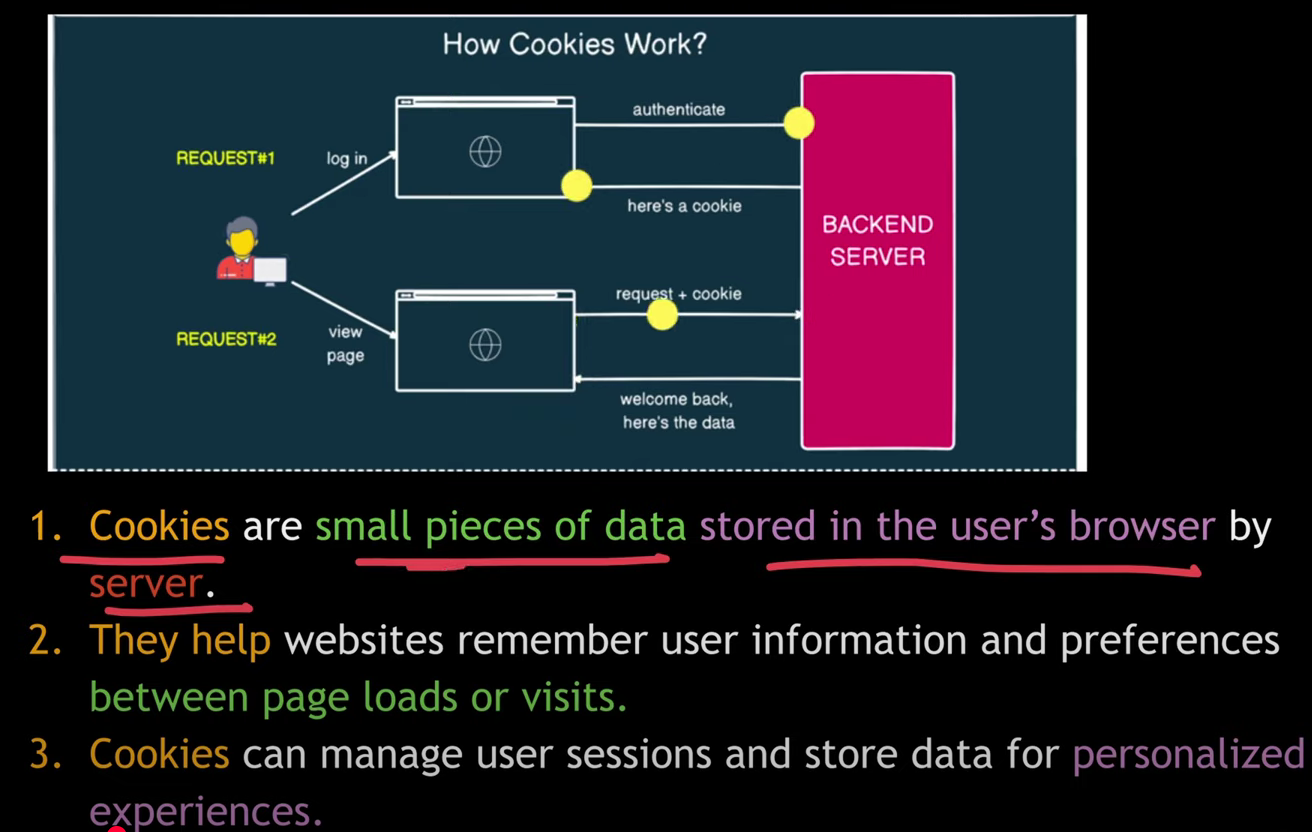 How Cookies Work?
REQUEST#1
log in
authenticate
here's a cookie
BACKEND
SERVER
REQUEST#2
view
page
request + cookie
welcome back,
here's the data
1. Cookies are small pieces of data stored in the user’s browser by
server.
2. They help websites remember user information and preferences
between page loads or visits.
3. Cookies can manage user sessions and store data for personalized
experiences.